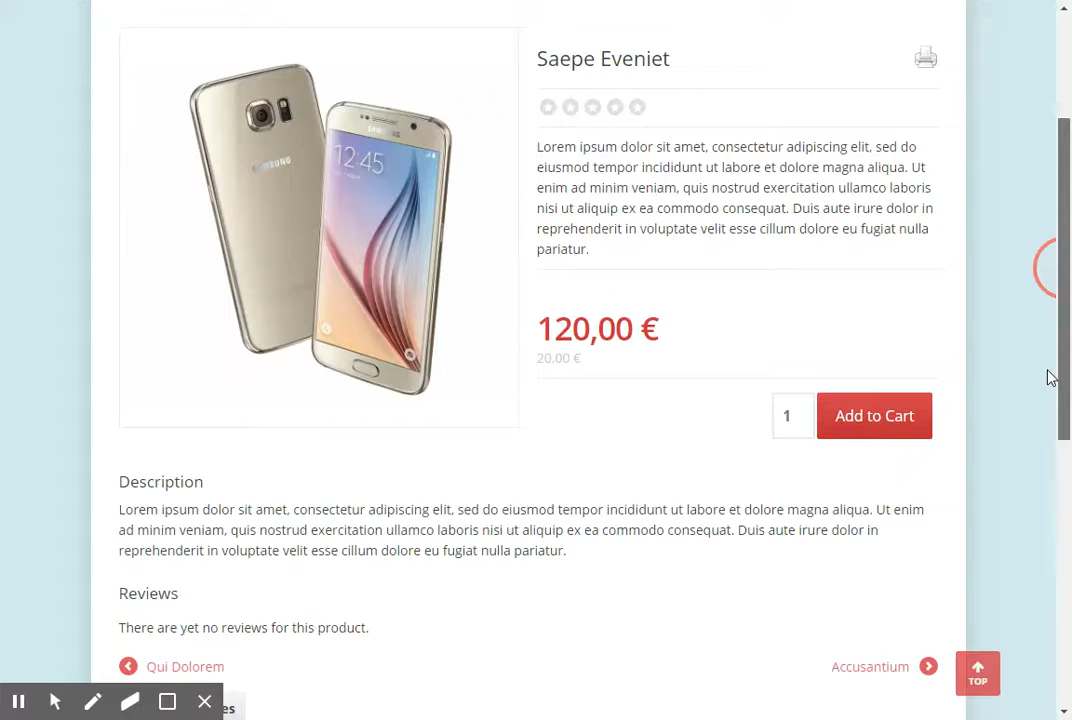 Saepe Eveniet
SAMSUNG
12:45
Lorem ipsum dolor sit amet, consectetur adipiscing elit, sed do
eiusmod tempor incididunt ut labore et dolore magna aliqua. Ut
enim ad minim veniam, quis nostrud exercitation ullamco laboris
nisi ut aliquip ex ea commodo consequat. Duis aute irure dolor in
reprehenderit in voluptate velit esse cillum dolore eu fugiat nulla
pariatur.
SAMSUNG
120,00 €
20,00 €
1
Add to Cart
Description
Lorem ipsum dolor sit amet, consectetur adipiscing elit, sed do eiusmod tempor incididunt ut labore et dolore magna aliqua. Ut enim
ad minim veniam, quis nostrud exercitation ullamco laboris nisi ut aliquip ex ea commodo consequat. Duis aute irure dolor in
reprehenderit in voluptate velit esse cillum dolore eu fugiat nulla pariatur.
Reviews
There are yet no reviews for this product.
Qui Dolorem
Accusantium
TOP